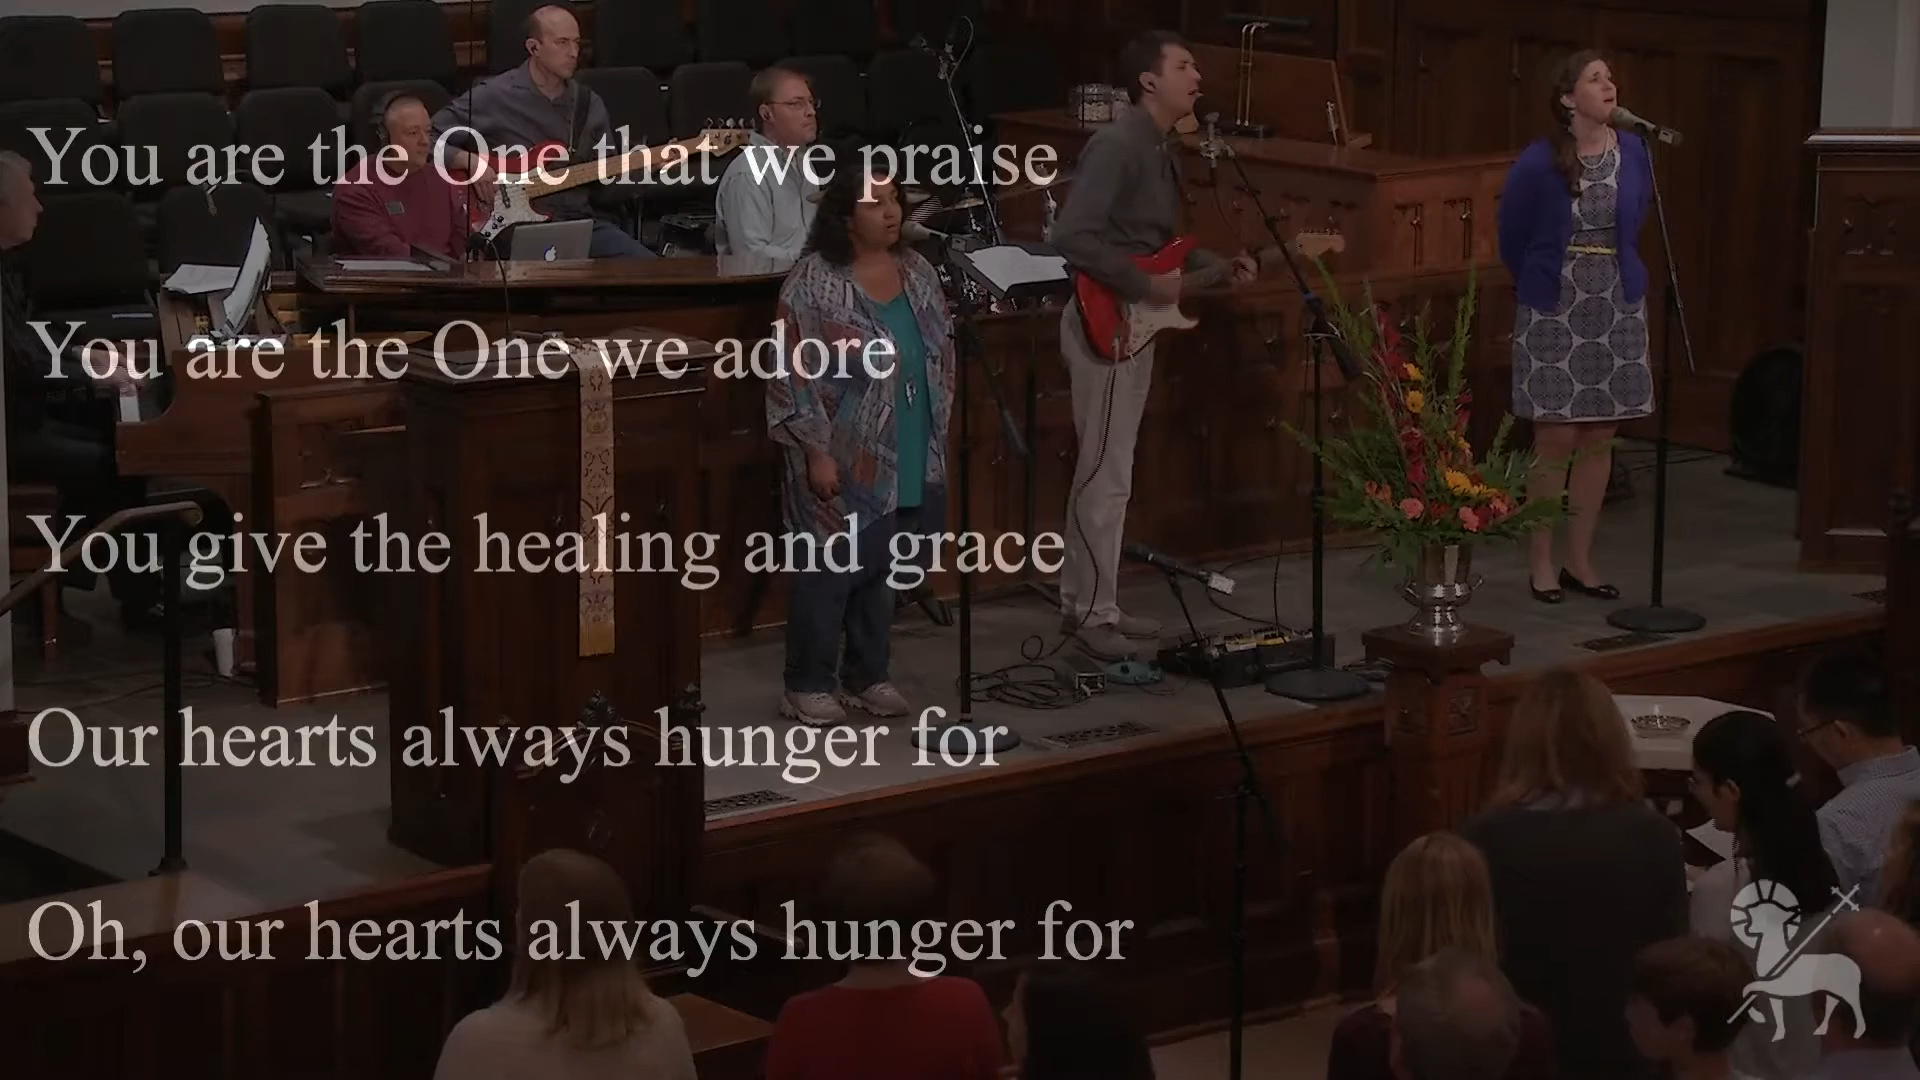 You are the One that we praise
You are the One we adore
You give the healing and grace
Our hearts always hunger for
Oh, our hearts always hunger for